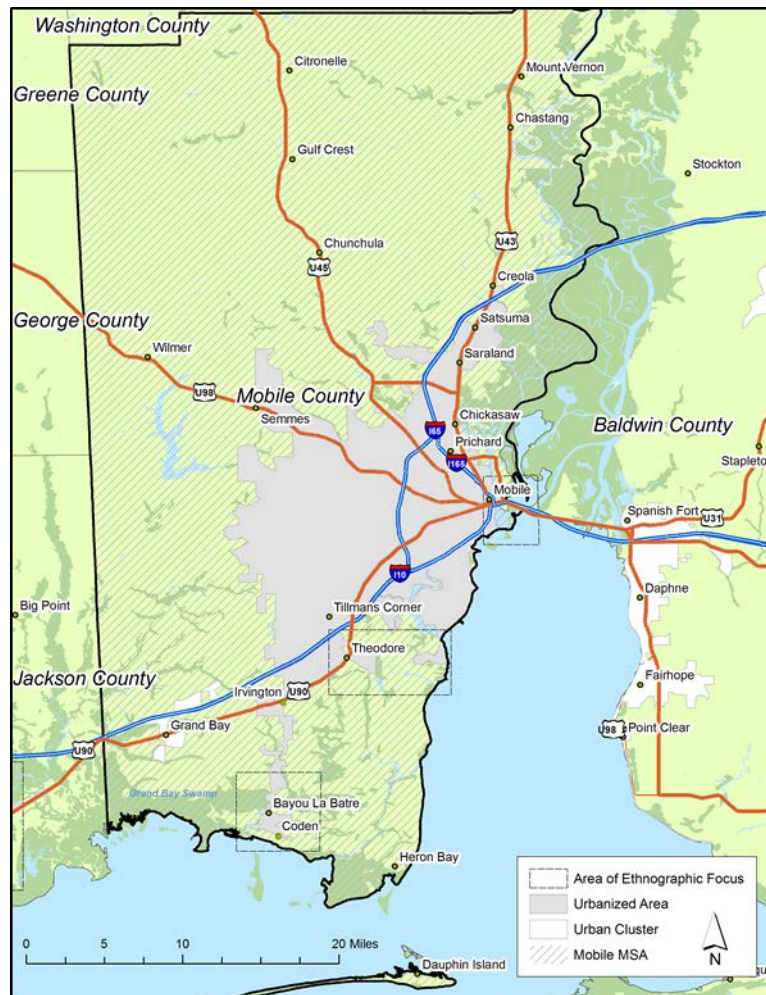 Washington County
Citronelle
Mount Vernon
Greene County
Chastang
Gulf Crest
Stockton
U43
Chunchula
U45
Creola
George County
Satsuma
Wilmer
Saraland
U98
Mobile County
Semmes
Chickasaw
Baldwin County
I65
Prichard
I165
Stapleto
Mobile
Spanish Fort
U31
I10
Daphne
Big Point
Tillmans Corner
Theodore
Jackson County
Irvington
U90
Fairhope
Grand Bay
U98
Point Clear
U90
Grand Bay Swamp
Bayou La Batre
Coden
Heron Bay
Area of Ethnographic Focus
Urbanized Area
Urban Cluster
Mobile MSA
N
0 5 10 20 Miles
Dauphin Island